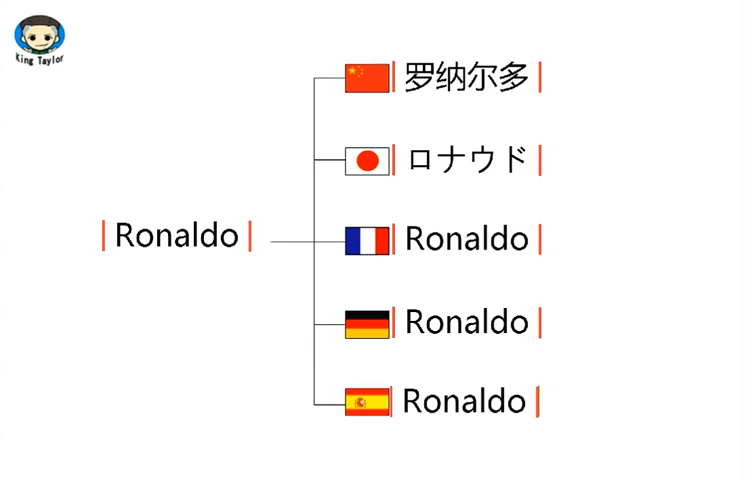 King Taylor
罗纳尔多
ロナウド
Ronaldo
Ronaldo
Ronaldo
Ronaldo